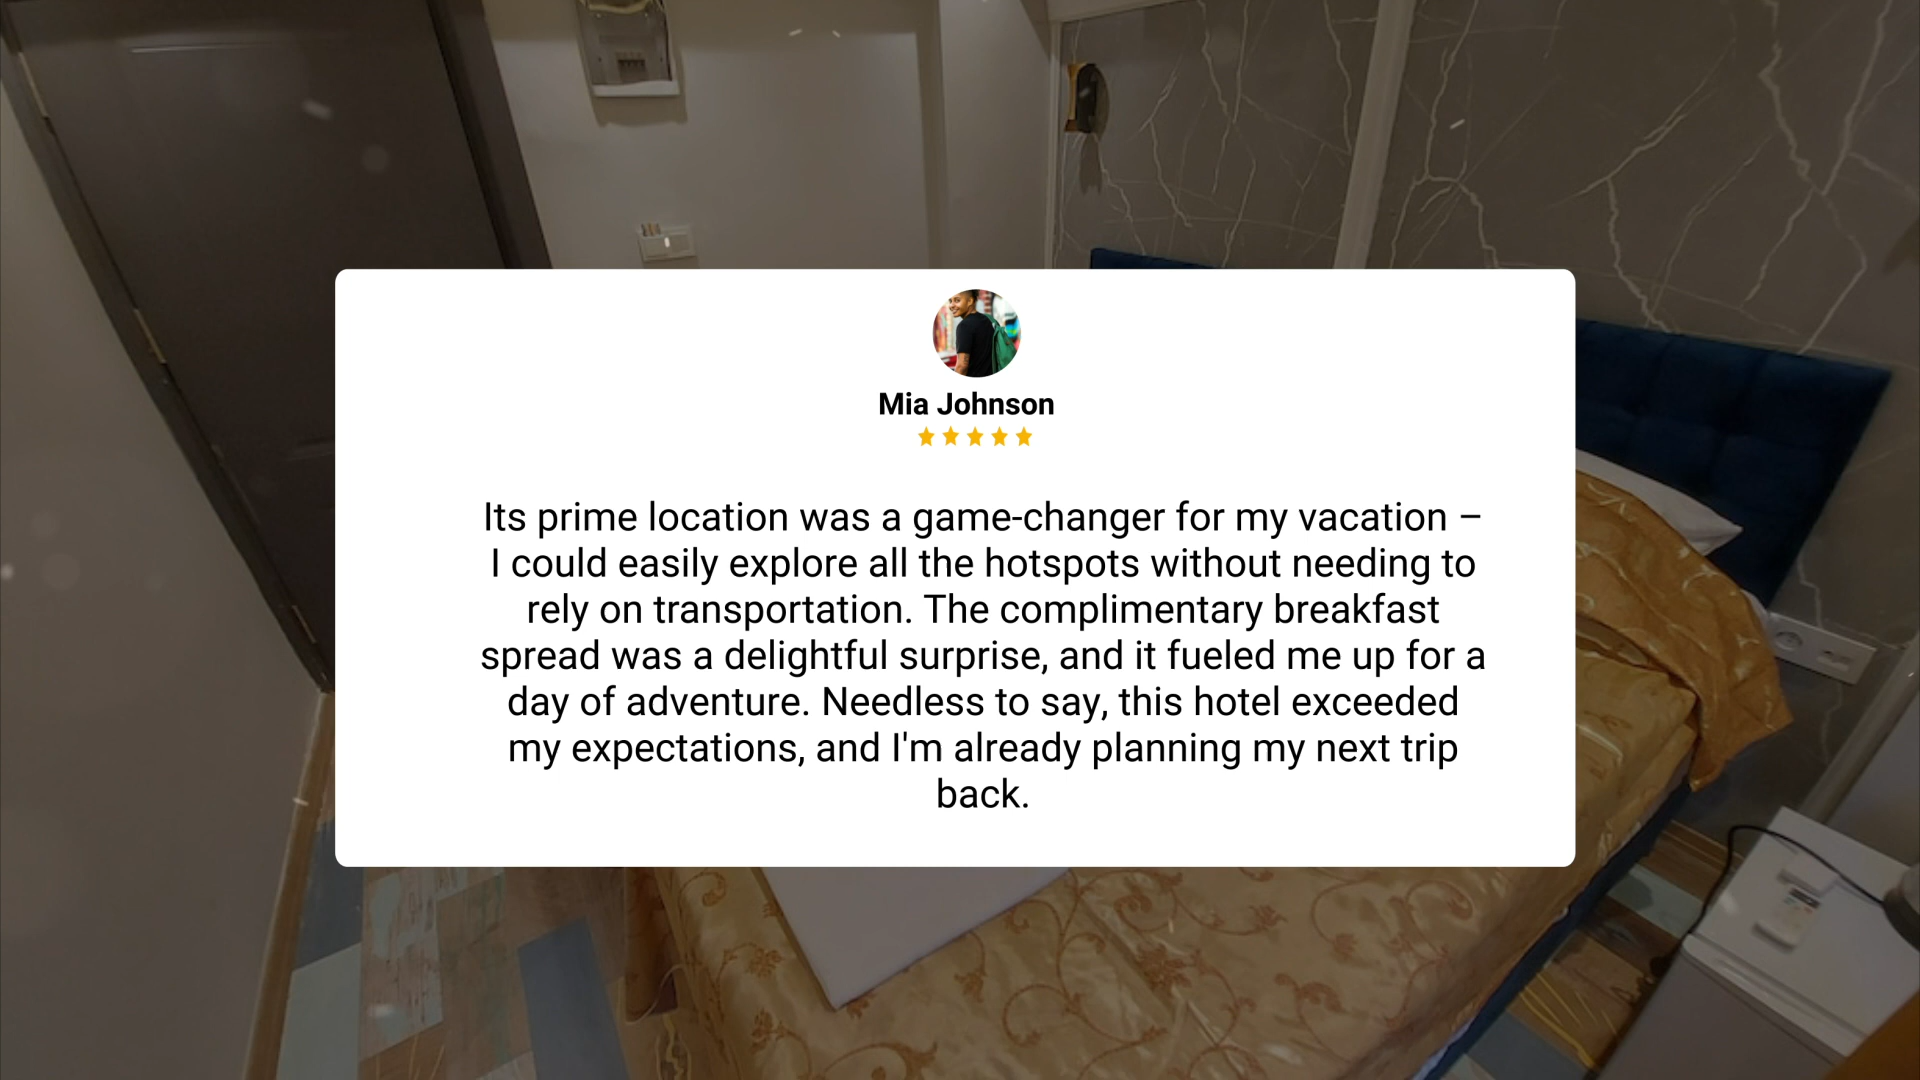 Mia Johnson
Its prime location was a game-changer for my vacation –
I could easily explore all the hotspots without needing to
rely on transportation. The complimentary breakfast
spread was a delightful surprise, and it fueled me up for a
day of adventure. Needless to say, this hotel exceeded
my expectations, and I'm already planning my next trip
back.